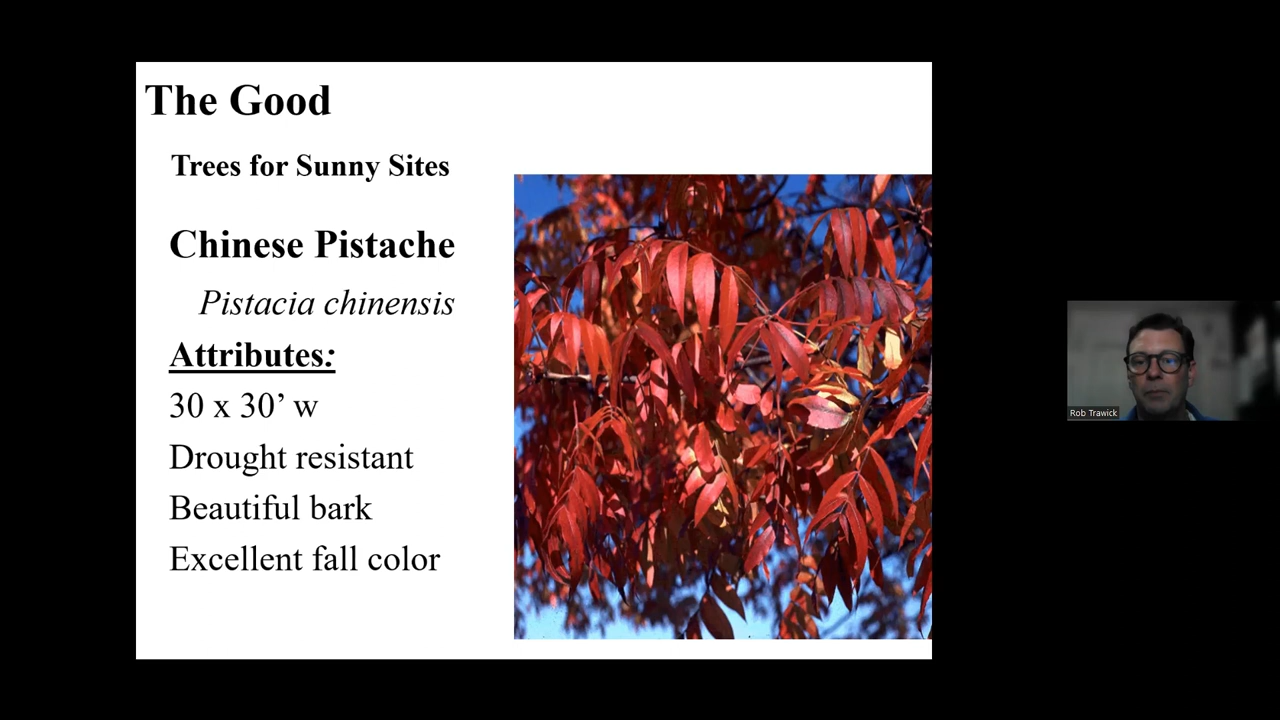 The Good
Trees for Sunny Sites
Chinese Pistache
Pistacia chinensis
Attributes:
30 x 30’ w
Drought resistant
Beautiful bark
Excellent fall color
Rob Trawick